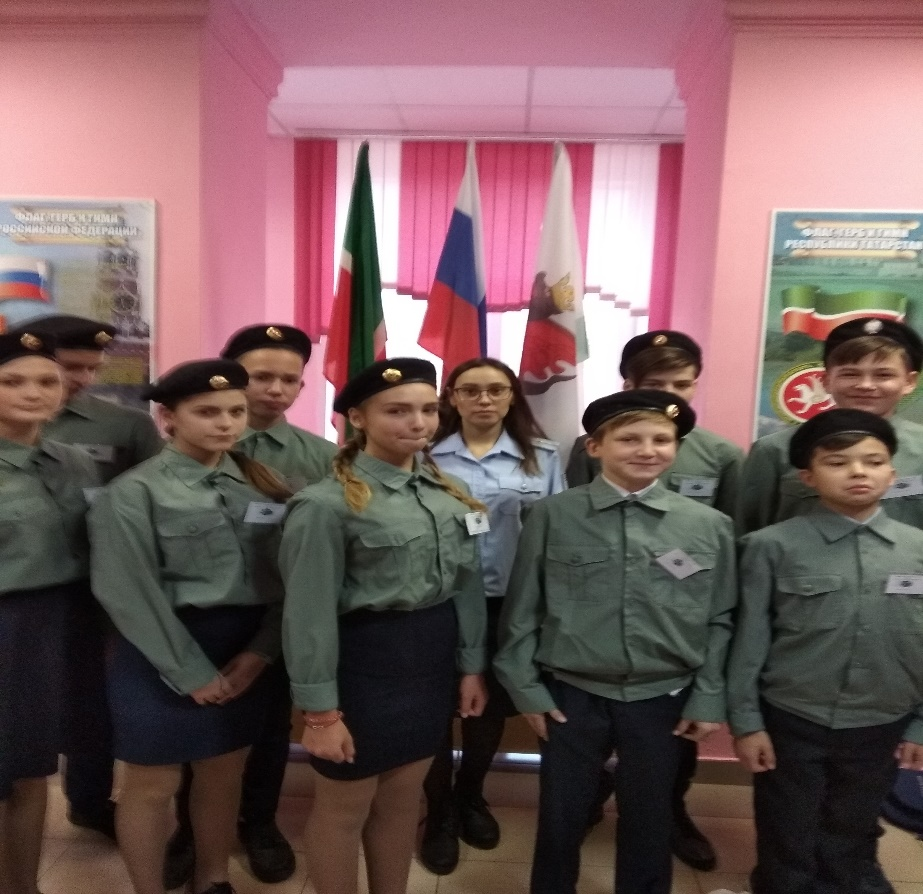 ФЛАГ, ГЕРБ И ГИМН
РОССИЙСКОЙ ФЕДЕРАЦИИ
ФЛАГ, ГЕРБ И ГИМН
РЕСПУБЛИКИ ТАТАРСТАН